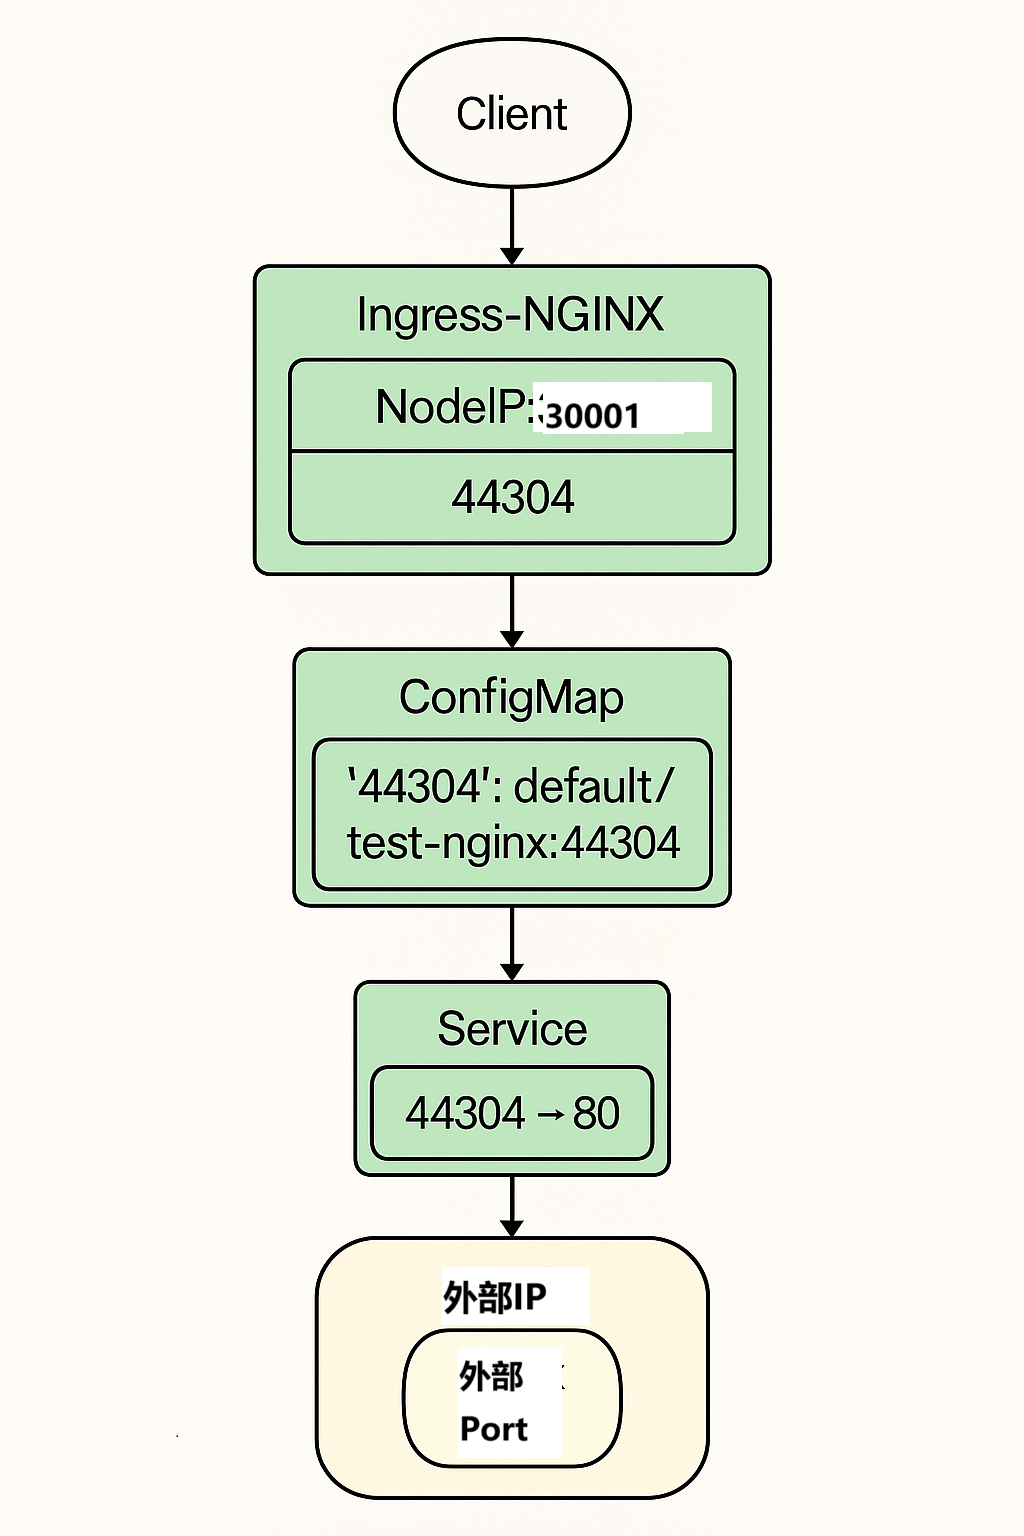 Client
Ingress-NGINX
NodeIP:30001
44304
ConfigMap
'44304': default/
test-nginx:44304
Service
44304 → 80
外部IP
外部
Port